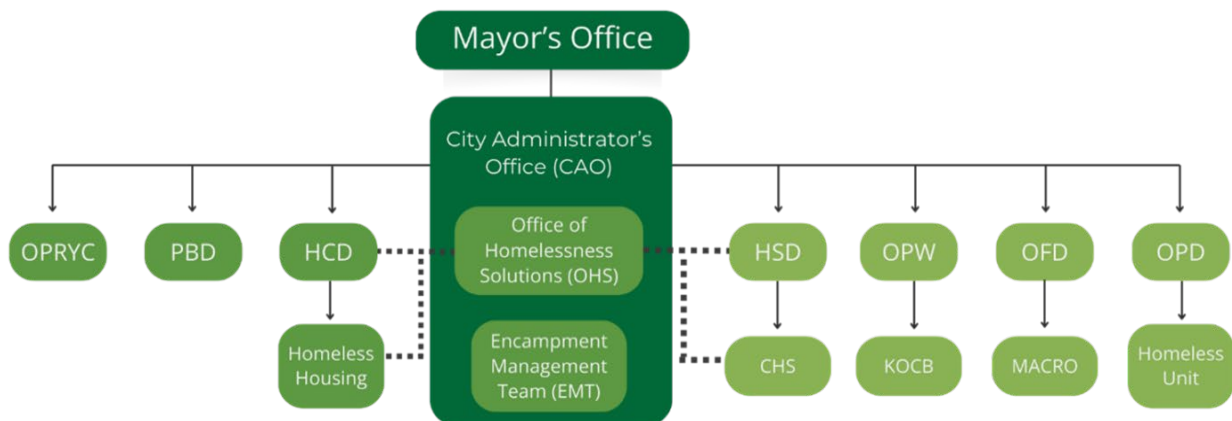 Mayor's Office
City Administrator's
Office (CAO)
OPRYC
PBD
HCD
Office of
Homelessness
Solutions (OHS)
HSD
OPW
OFD
OPD
Homeless
Housing
Encampment
Management
Team (EMT)
CHS
KOCB
MACRO
Homeless
Unit